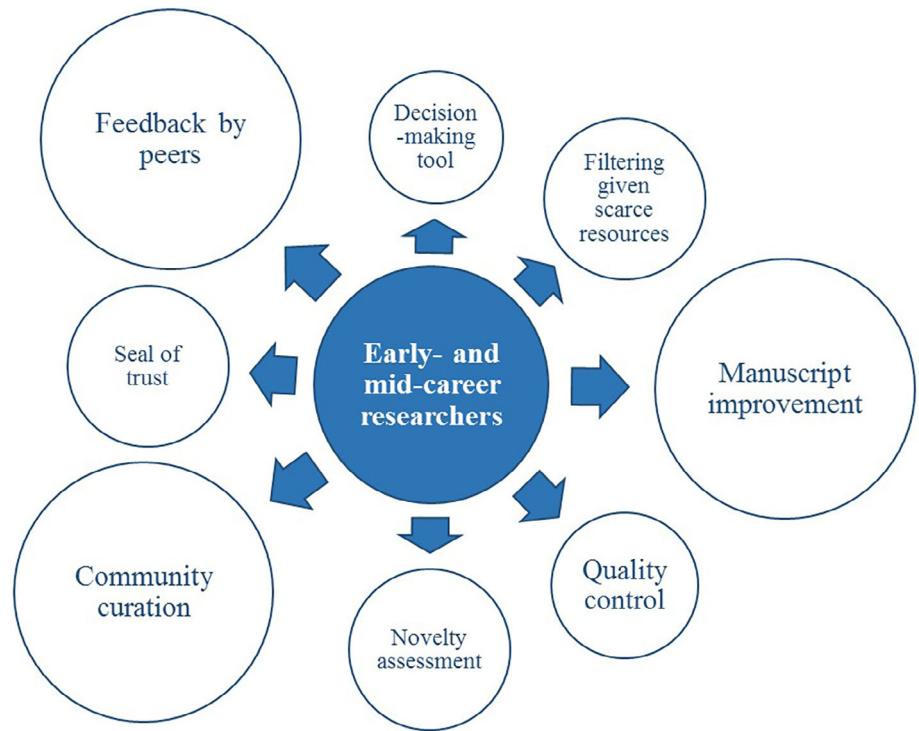 Feedback by
peers
Decision
-making
tool
Filtering
given
scarce
resources
Seal of
trust
Early- and
mid-career
researchers
Manuscript
improvement
Community
curation
Novelty
assessment
Quality
control